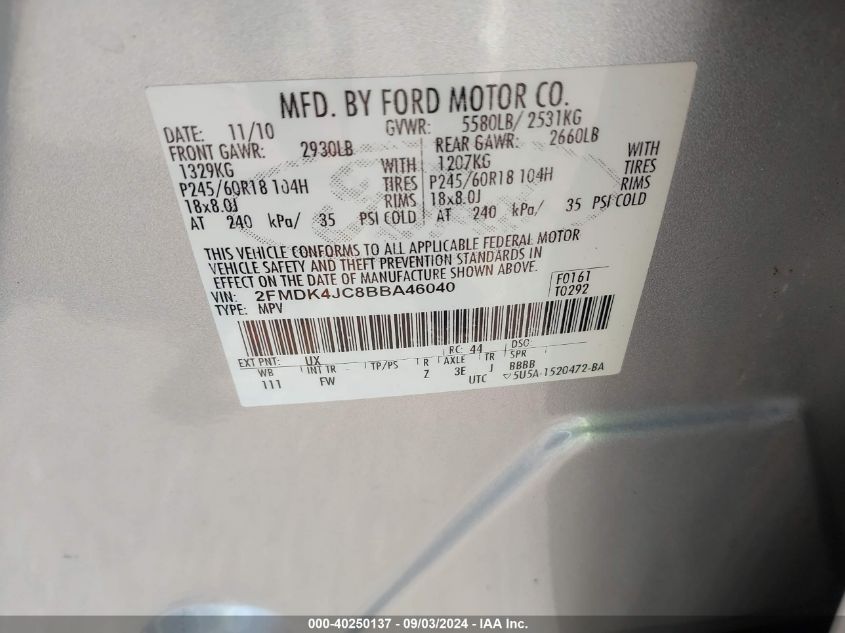 MFD. BY FORD MOTOR CO.
DATE: 11/10 GVWR: 5580LB/ 2531KG
FRONT GAWR: 2930LB REAR GAWR: 2660LB
1329KG WITH 1207KG WITH
P245/60R18 104H TIRES P245/60R18 104H TIRES
18x8.0J RIMS 18x8.0J RIMS
AT 240 kPa/ 35 PSI COLD AT 240 kPa/ 35 PSI COLD
THIS VEHICLE CONFORMS TO ALL APPLICABLE FEDERAL MOTOR
VEHICLE SAFETY AND THEFT PREVENTION STANDARDS IN
EFFECT ON THE DATE OF MANUFACTURE SHOWN ABOVE.
VIN: 2FMDK4JC8BBA46040 F0161
TYPE: MPV T0292
EXT PNT: UX RC: 44 DSO:
WB INT TR TP/PS R AXLE TR SPR
111 FW Z 3E J BBBB
UTC 5U5A-1520472-BA
000-40250137 - 09/03/2024 - IAA Inc.